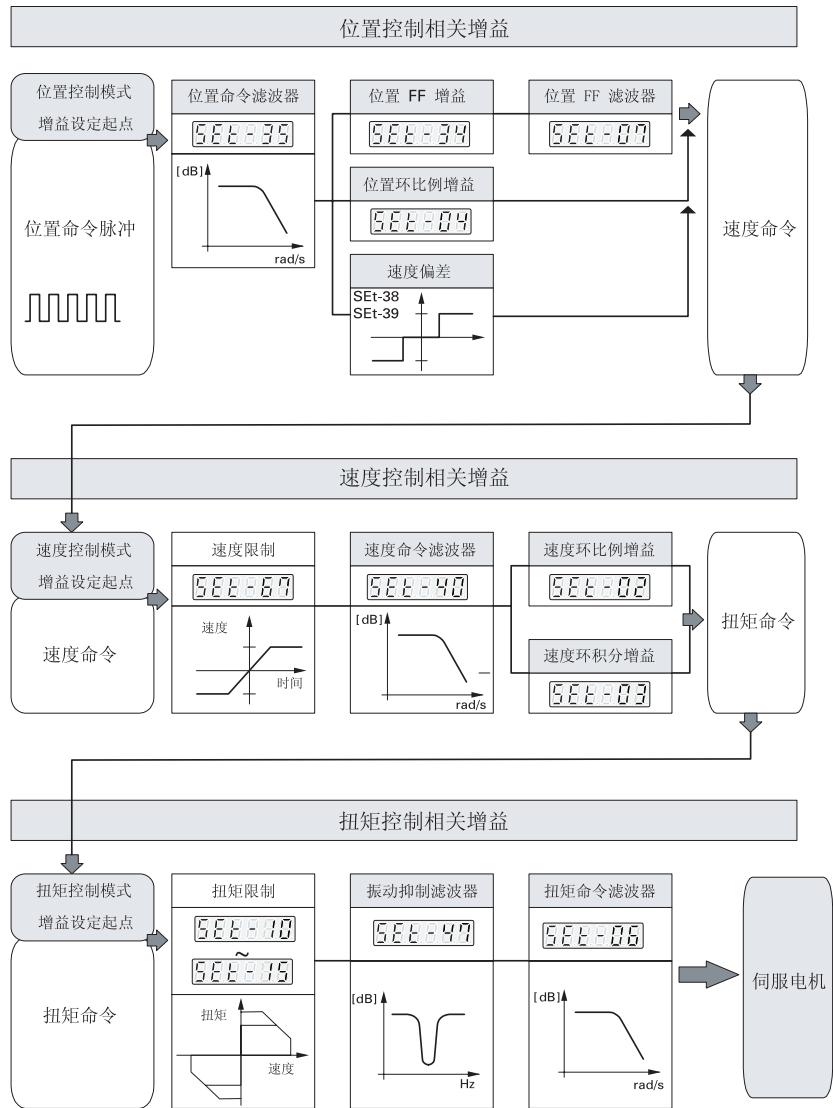 位置控制相关增益
位置控制模式
增益设定起点
位置命令脉冲
位置命令滤波器
SEt-35
[dB]
rad/s
位置 FF 增益
SEt-34
位置 FF 滤波器
SEt-07
位置环比例增益
SEt-04
速度偏差
SEt-38
SEt-39
速度命令
速度控制相关增益
速度控制模式
增益设定起点
速度命令
速度限制
SEt-67
速度
时间
速度命令滤波器
SEt-40
[dB]
rad/s
速度环比例增益
SEt-02
速度环积分增益
SEt-03
扭矩命令
扭矩控制相关增益
扭矩控制模式
增益设定起点
扭矩命令
扭矩限制
SEt-10
~
SEt-15
扭矩
速度
振动抑制滤波器
SEt-47
[dB]
Hz
扭矩命令滤波器
SEt-06
[dB]
rad/s
伺服电机